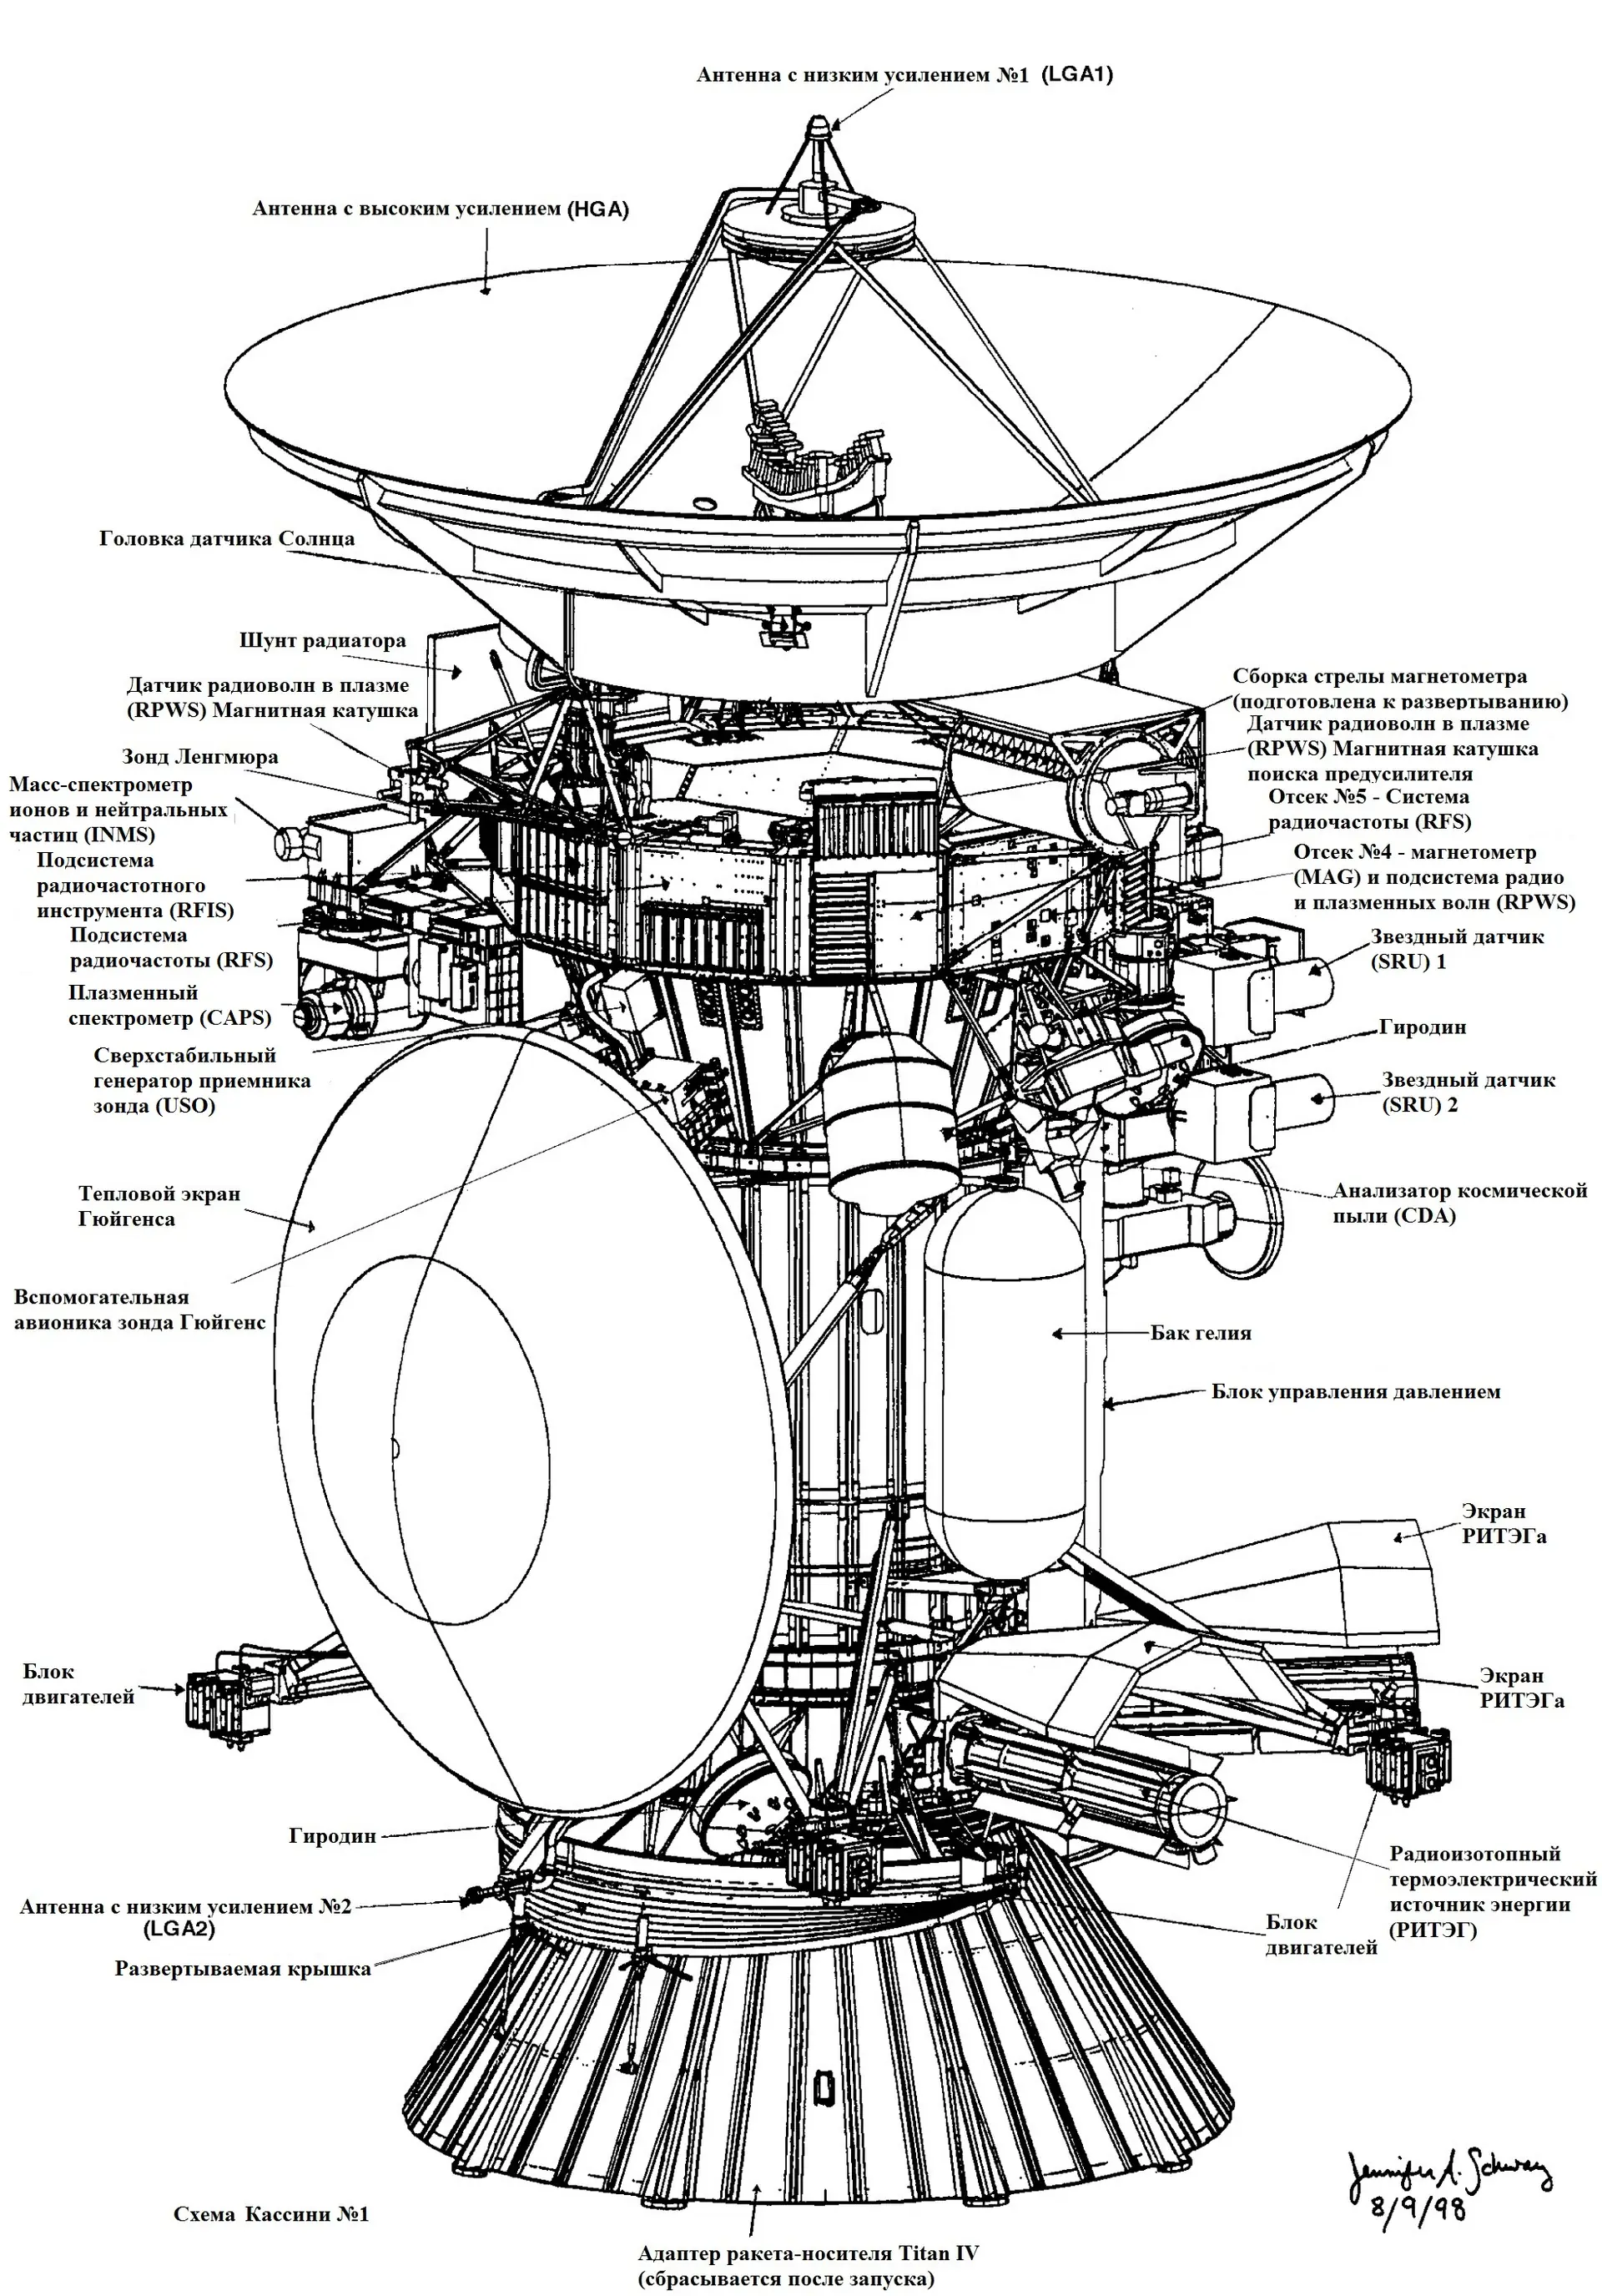 Антенна с низким усилением №1 (LGA1)
Антенна с высоким усилением (HGA)
Головка датчика Солнца
Шунт радиатора
Датчик радиоволн в плазме
(RPWS) Магнитная катушка
Зонд Ленгмюра
Масс-спектрометр
ионов и нейтральных
частиц (INMS)
Подсистема
радиочастотного
инструмента (RFIS)
Подсистема
радиочастоты (RFS)
Плазменный
спектрометр (CAPS)
Сверхстабильный
генератор приемника
зонда (USO)
Тепловой экран
Гюйгенса
Вспомогательная
авионика зонда Гюйгенс
Блок
двигателей
Гиродин
Антенна с низким усилением №2
(LGA2)
Развертываемая крышка
Сборка стрелы магнетометра
(подготовлена к развертыванию)
Датчик радиоволн в плазме
(RPWS) Магнитная катушка
поиска предусилителя
Отсек №5 - Система
радиочастоты (RFS)
Отсек №4 - магнетометр
(MAG) и подсистема радио
и плазменных волн (RPWS)
Звездный датчик
(SRU) 1
Гиродин
Звездный датчик
(SRU) 2
Анализатор космической
пыли (CDA)
Бак гелия
Блок управления давлением
Экран
РИТЭГа
Экран
РИТЭГа
Радиоизотопный
термоэлектрический
источник энергии
(РИТЭГ)
Блок
двигателей
Схема Кассини №1
Адаптер ракета-носителя Titan IV
(сбрасывается после запуска)
Jennifer A.
8/9/98